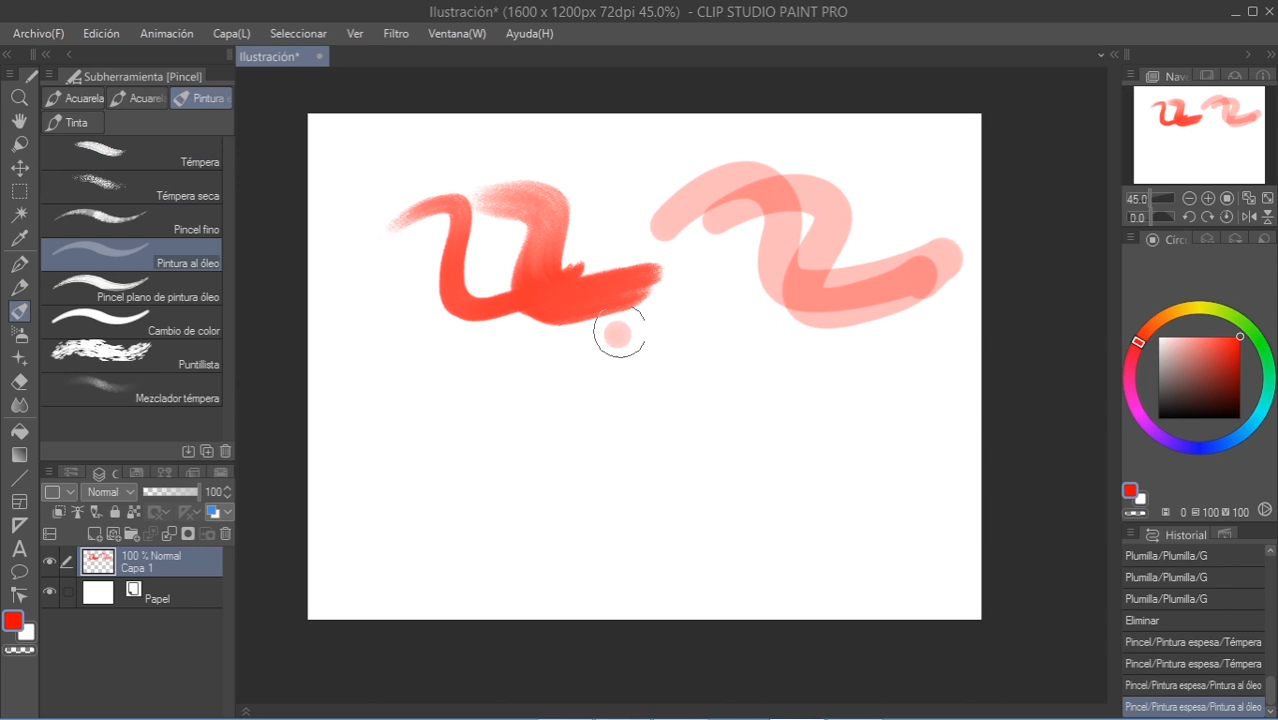 Ilustración* (1600 x 1200px 72dpi 45.0%) - CLIP STUDIO PAINT PRO
Archivo(F) Edición Animación Capa(L) Seleccionar Ver Filtro Ventana(W) Ayuda(H)
Ilustración*
Subherramienta [Pincel]
Acuarela Acuarel Pintura e
Tinta
Témpera
Témpera seca
Pincel fino
Pintura al óleo
Pincel plano de pintura óleo
Cambio de color
Puntillista
Mezclador témpera
Normal 100
100 % Normal
Capa 1
Papel
Nave
45.0
0.0
Círc
0 100 100
Historial
Plumilla/Plumilla/G
Plumilla/Plumilla/G
Plumilla/Plumilla/G
Eliminar
Pincel/Pintura espesa/Témpera
Pincel/Pintura espesa/Témpera
Pincel/Pintura espesa/Pintura al óleo
Pincel/Pintura espesa/Pintura al óleo